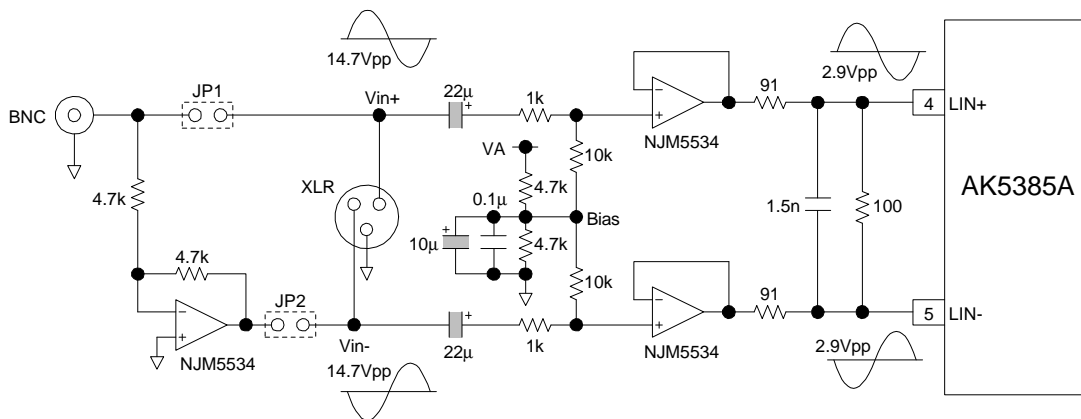 14.7Vpp
2.9Vpp
JP1
Vin+
22µ
+
1k
91
BNC
NJM5534
4
LIN+
VA
10k
4.7k
XLR
4.7k
0.1µ
AK5385A
Bias
1.5n
100
+
10µ
4.7k
4.7k
10k
91
JP2
+
5
LIN-
NJM5534
Vin-
22µ
1k
NJM5534
2.9Vpp
14.7Vpp